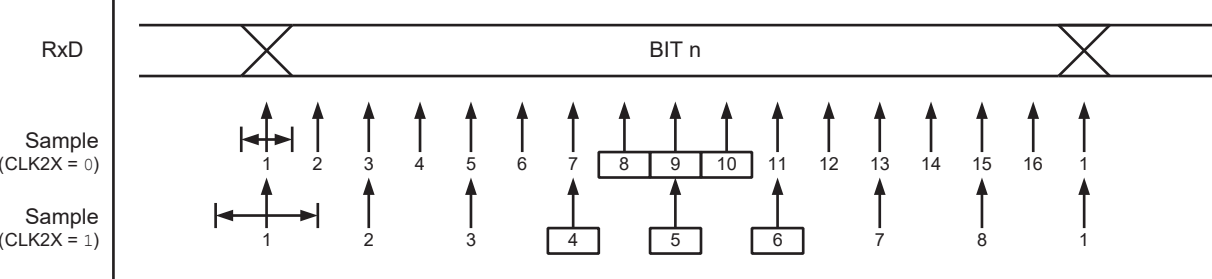 RxD BIT n
Sample
(CLK2X = 0) 1 2 3 4 5 6 7 8 9 10 11 12 13 14 15 16 1
Sample
(CLK2X = 1) 1 2 3 4 5 6 7 8 1